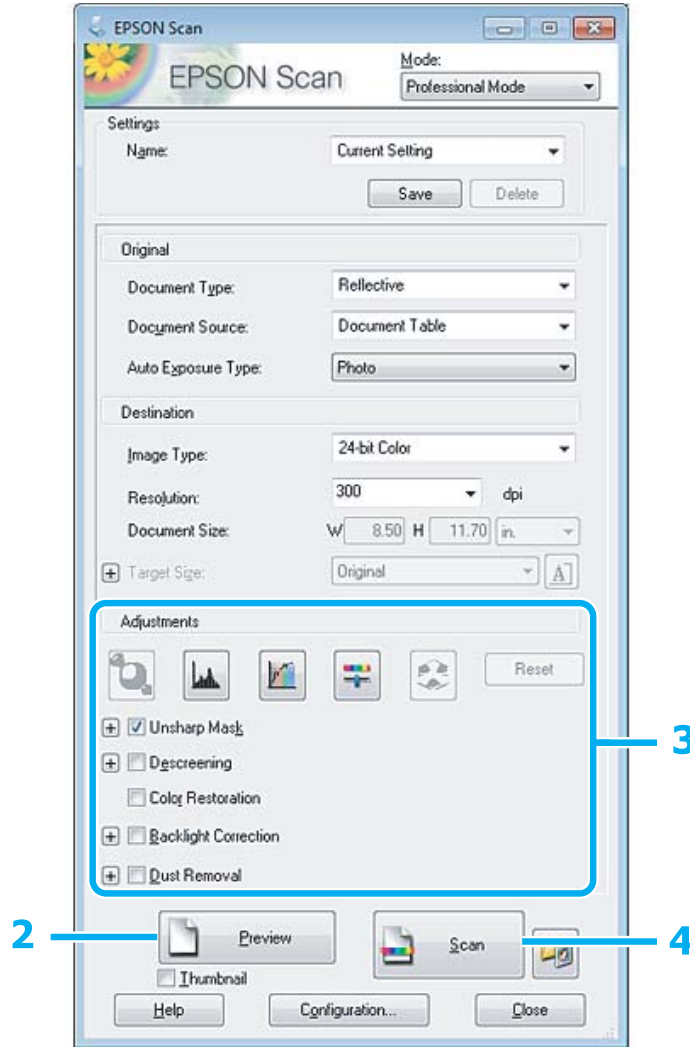 EPSON Scan
EPSON Scan
Mode:
Professional Mode
Settings
Name: Current Setting
Save Delete
Original
Document Type: Reflective
Document Source: Document Table
Auto Exposure Type: Photo
Destination
Image Type: 24-bit Color
Resolution: 300 dpi
Document Size: W 8.50 H 11.70 in.
Target Size: Original A
Adjustments
Reset
Unsharp Mask
3
Descreening
Color Restoration
Backlight Correction
Dust Removal
2 Preview Scan 4
Thumbnail
Help Configuration... Close